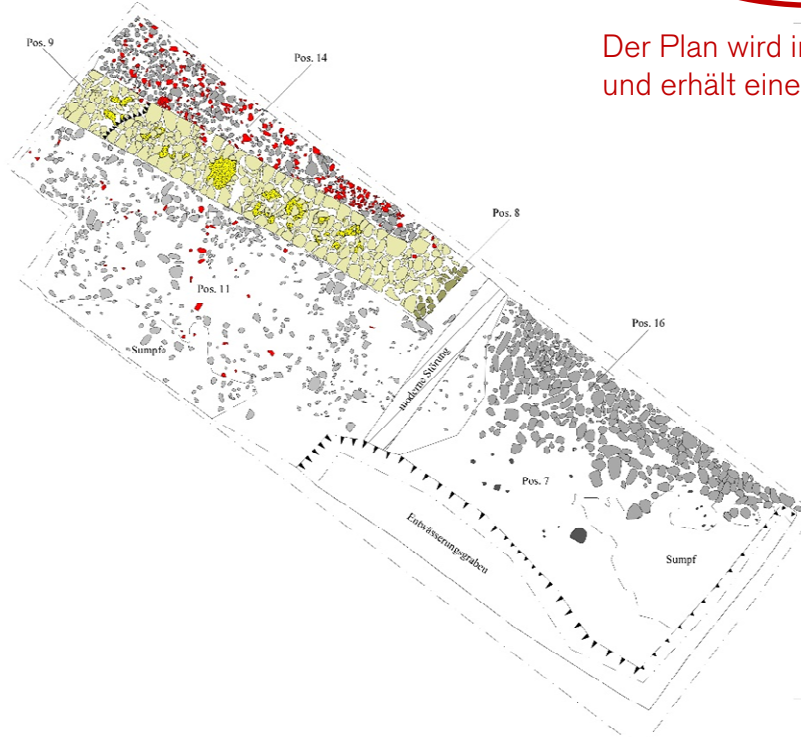 Der Plan wird
und erhält eine
Pos. 9
Pos. 14
Pos. 8
Pos. 11
Sumpf
Pos. 16
moderne Störung
Pos. 7
Entwässerungsgraben
Sumpf